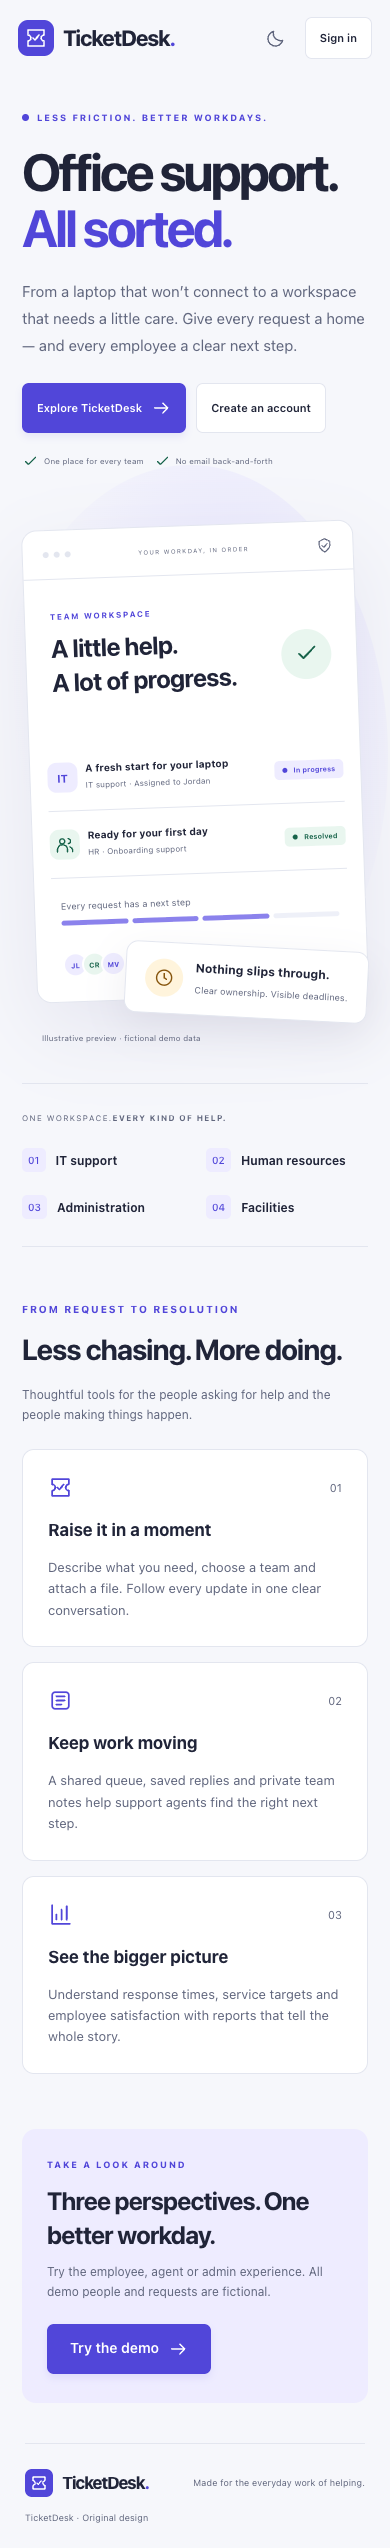 TicketDesk.
Sign in
LESS FRICTION. BETTER WORKDAYS.
Office support.
All sorted.
From a laptop that won’t connect to a workspace
that needs a little care. Give every request a home
— and every employee a clear next step.
Explore TicketDesk
Create an account
One place for every team
No email back-and-forth
YOUR WORKDAY, IN ORDER
TEAM WORKSPACE
A little help.
A lot of progress.
IT
A fresh start for your laptop
IT support · Assigned to Jordan
In progress
Ready for your first day
HR · Onboarding support
Resolved
Every request has a next step
JL
CR
MV
Nothing slips through.
Clear ownership. Visible deadlines.
Illustrative preview · fictional demo data
ONE WORKSPACE.EVERY KIND OF HELP.
01 IT support
02 Human resources
03 Administration
04 Facilities
FROM REQUEST TO RESOLUTION
Less chasing. More doing.
Thoughtful tools for the people asking for help and the
people making things happen.
01
Raise it in a moment
Describe what you need, choose a team and
attach a file. Follow every update in one clear
conversation.
02
Keep work moving
A shared queue, saved replies and private team
notes help support agents find the right next
step.
03
See the bigger picture
Understand response times, service targets and
employee satisfaction with reports that tell the
whole story.
TAKE A LOOK AROUND
Three perspectives. One
better workday.
Try the employee, agent or admin experience. All
demo people and requests are fictional.
Try the demo
TicketDesk.
Made for the everyday work of helping.
TicketDesk · Original design